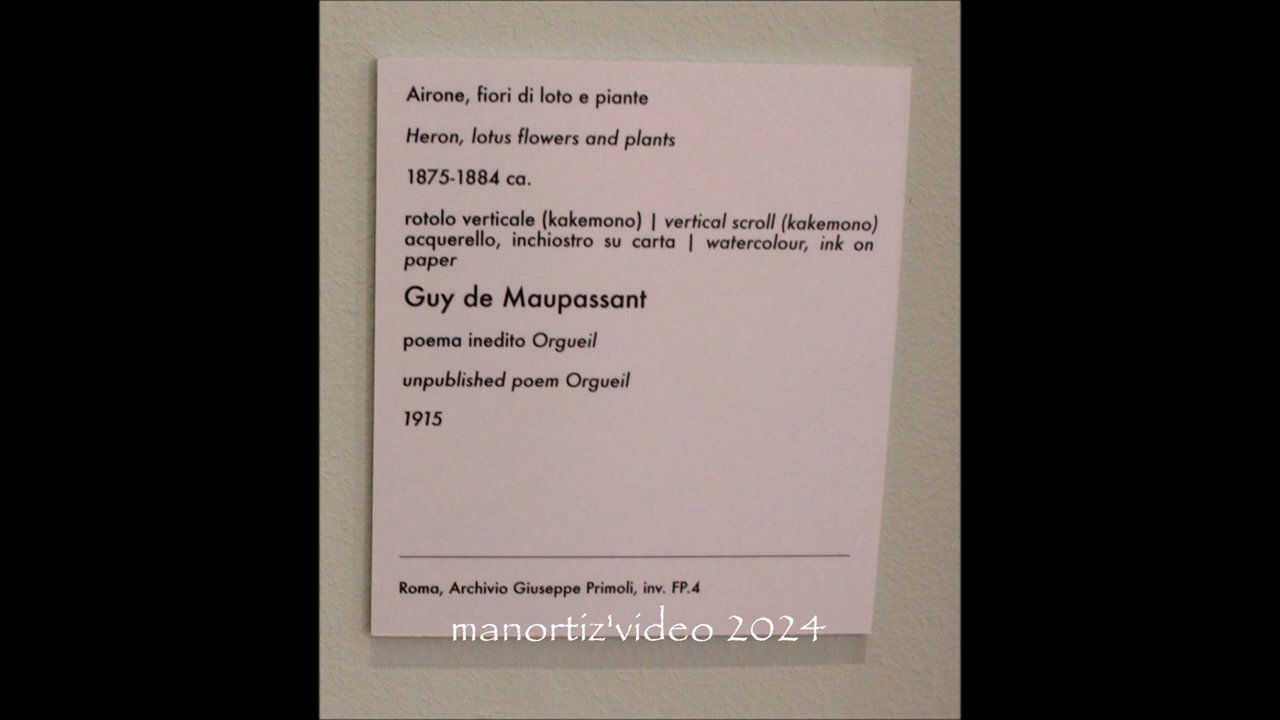 Airone, fiori di loto e piante
Heron, lotus flowers and plants
1875-1884 ca.
rotolo verticale (kakemono) | vertical scroll (kakemono)
acquerello, inchiostro su carta | watercolour, ink on
paper
Guy de Maupassant
poema inedito Orgueil
unpublished poem Orgueil
1915
Roma, Archivio Giuseppe Primoli, inv. FP.4
manortiz'video 2024